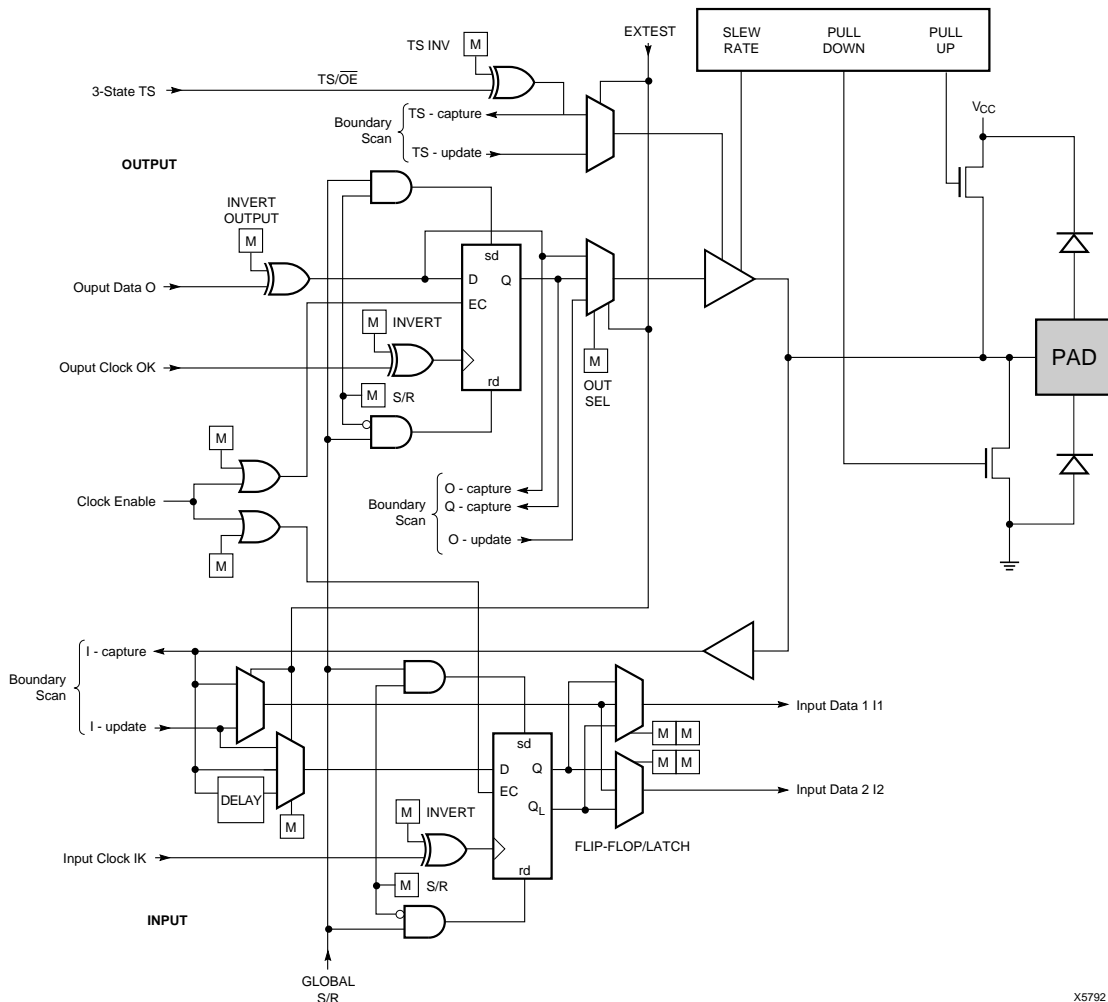 EXTEST
SLEW
RATE
PULL
DOWN
PULL
UP
TS INV
M
TS/OE
3-State TS
VCC
TS - capture
Boundary
Scan
TS - update
OUTPUT
INVERT
OUTPUT
M
sd
D
Q
Ouput Data O
EC
M
INVERT
PAD
M
Ouput Clock OK
rd
OUT
SEL
M
S/R
M
Clock Enable
O - capture
Boundary
Scan
Q - capture
O - update
M
I - capture
Boundary
Scan
I - update
Input Data 1 I1
M M
sd
M M
D
Q
DELAY
EC
Input Data 2 I2
QL
M
M
INVERT
FLIP-FLOP/LATCH
Input Clock IK
rd
M
S/R
INPUT
GLOBAL
S/R
X5792